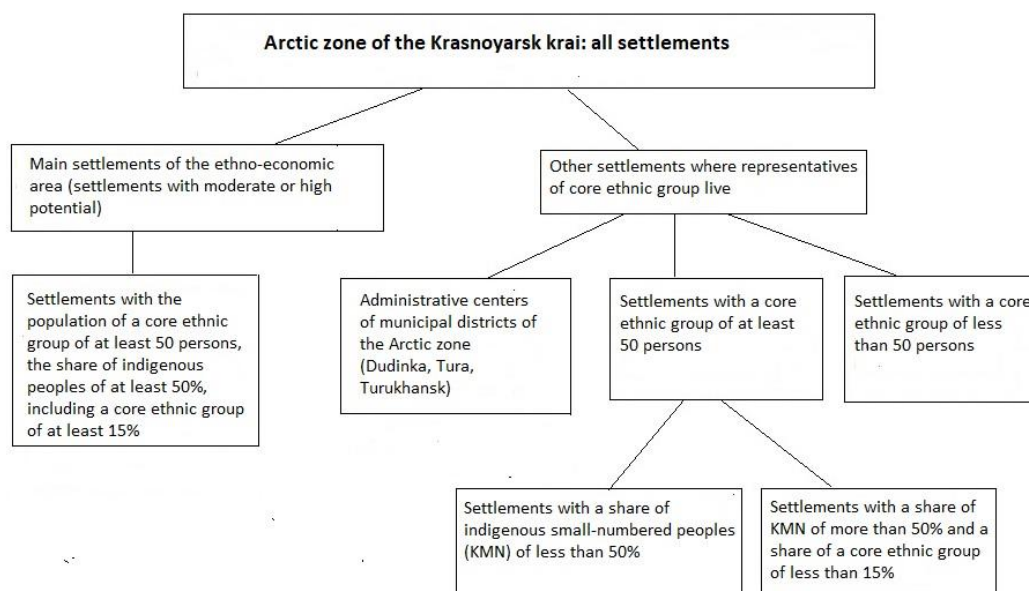 Arctic zone of the Krasnoyarsk krai: all settlements
Main settlements of the ethno-economic
area (settlements with moderate or high
potential)
Other settlements where representatives
of core ethnic group live
Settlements with the
population of a core ethnic
group of at least 50 persons,
the share of indigenous
peoples of at least 50%,
including a core ethnic group
of at least 15%
Administrative centers
of municipal districts of
the Arctic zone
(Dudinka, Tura,
Turukhansk)
Settlements with a core
ethnic group of at least
50 persons
Settlements with a core
ethnic group of less
than 50 persons
Settlements with a share of
indigenous small-numbered peoples
(KMN) of less than 50%
Settlements with a share of
KMN of more than 50% and a
share of a core ethnic group
of less than 15%